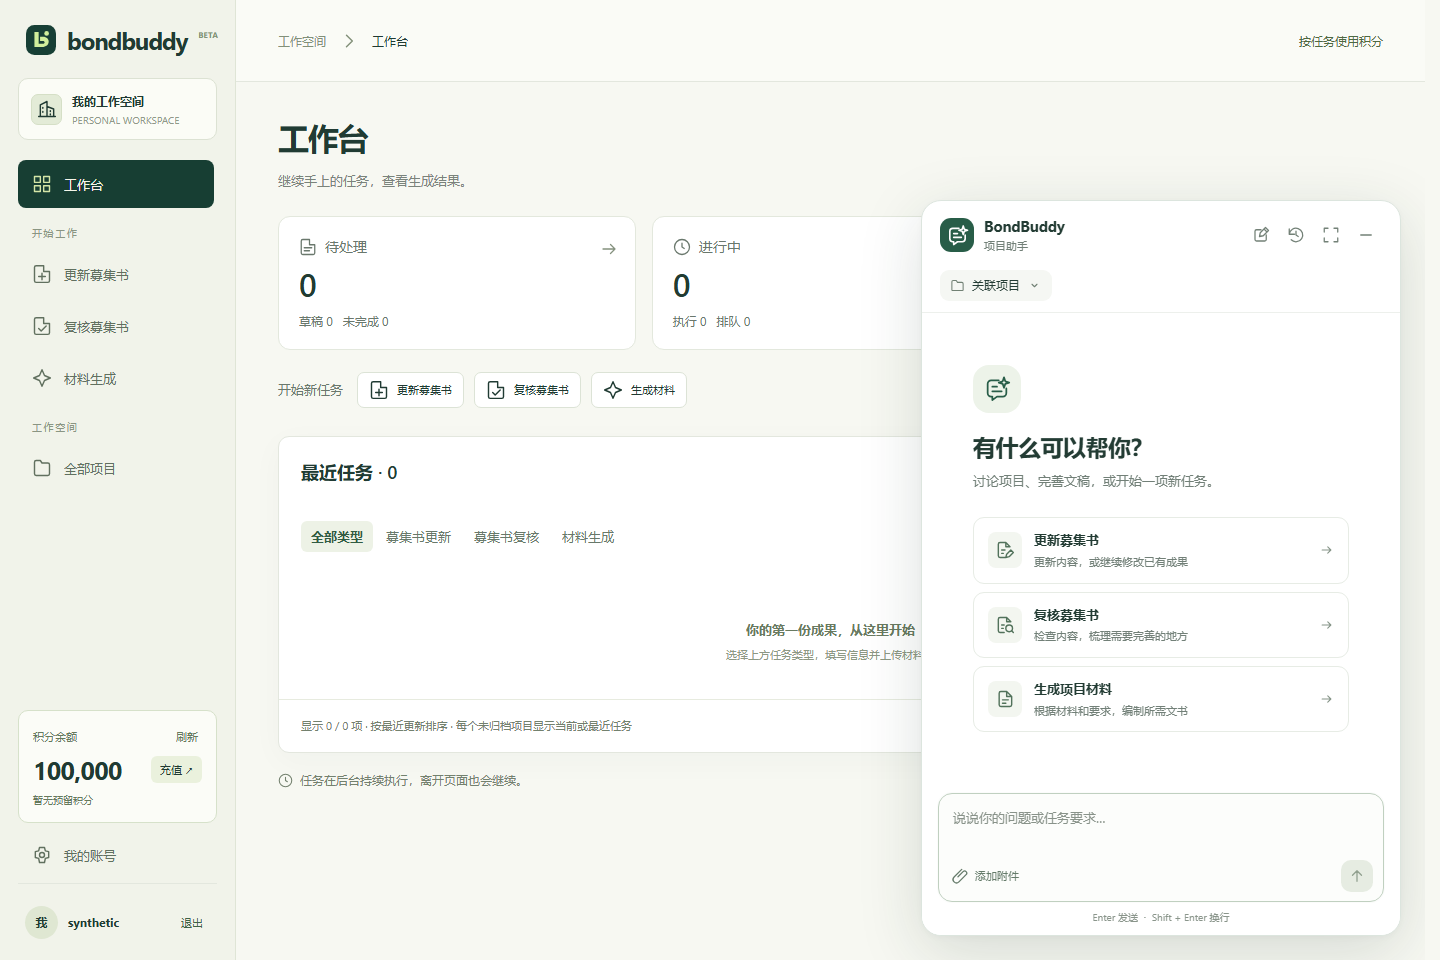 bondbuddy BETA
我的工作空间
PERSONAL WORKSPACE
工作台
开始工作
更新募集书
复核募集书
材料生成
工作空间
全部项目
积分余额 刷新
100,000 充值 ↗
暂无预留积分
我的账号
我 synthetic 退出
工作空间 工作台 按任务使用积分
工作台
继续手上的任务，查看生成结果。
待处理
0
草稿 0 未完成 0
进行中
0
执行 0 排队 0
开始新任务 更新募集书 复核募集书 生成材料
最近任务 · 0
全部类型 募集书更新 募集书复核 材料生成
你的第一份成果，从这里开始
选择上方任务类型，填写信息并上传材料
显示 0 / 0 项 · 按最近更新排序 · 每个未归档项目显示当前或最近任务
任务在后台持续执行，离开页面也会继续。
BondBuddy
项目助手
关联项目
有什么可以帮你？
讨论项目、完善文稿，或开始一项新任务。
更新募集书
更新内容，或继续修改已有成果
复核募集书
检查内容，梳理需要完善的地方
生成项目材料
根据材料和要求，编制所需文书
说说你的问题或任务要求...
添加附件
Enter 发送 · Shift + Enter 换行